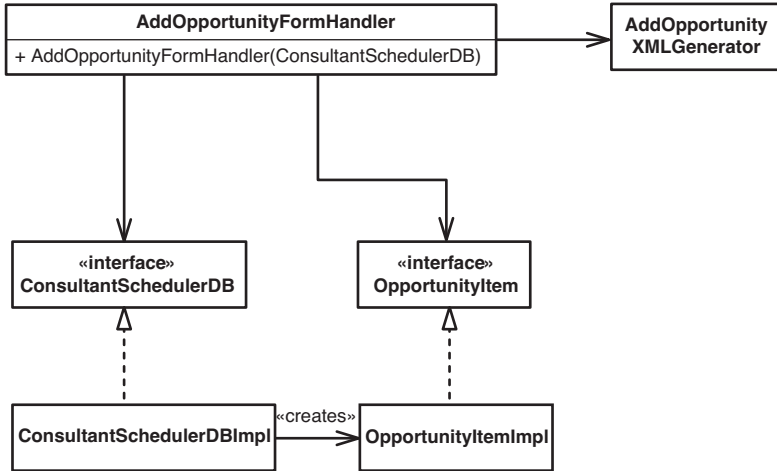 AddOpportunityFormHandler
+ AddOpportunityFormHandler(ConsultantSchedulerDB)
AddOpportunity
XMLGenerator
«interface»
ConsultantSchedulerDB
«interface»
OpportunityItem
ConsultantSchedulerDBImpl
«creates»
OpportunityItemImpl